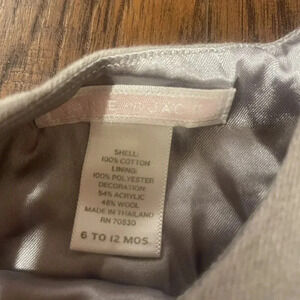 SHELL:
100% COTTON
LINING:
100% POLYESTER
DECORATION
54% ACRYLIC
46% WOOL
MADE IN THAILAND
RN 70830
6 TO 12 MOS.